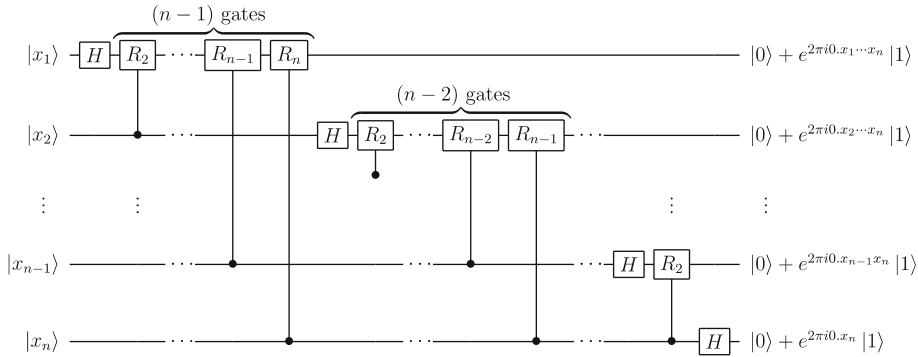 (n − 1) gates
|x₁⟩ H R₂ ··· Rₙ₋₁ Rₙ |0⟩ + e^{2πi0.x₁···xₙ} |1⟩
(n − 2) gates
|x₂⟩ ··· H R₂ ··· Rₙ₋₂ Rₙ₋₁ ··· |0⟩ + e^{2πi0.x₂···xₙ} |1⟩
⋮ ⋮ ⋮ ⋮
|xₙ₋₁⟩ ··· ··· ··· H R₂ |0⟩ + e^{2πi0.xₙ₋₁xₙ} |1⟩
|xₙ⟩ ··· ··· ··· H |0⟩ + e^{2πi0.xₙ} |1⟩